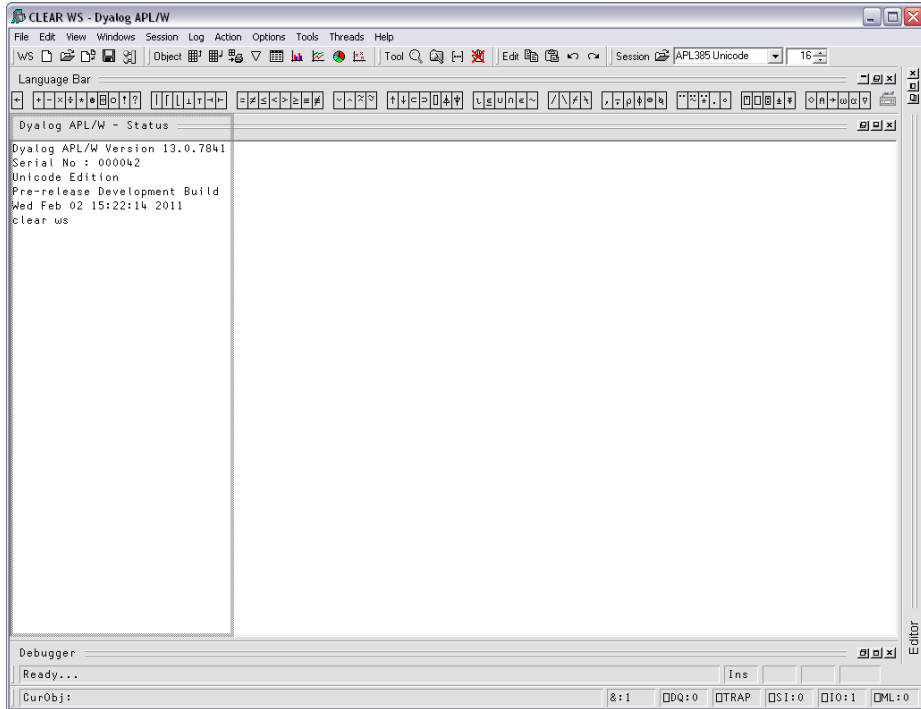 CLEAR WS - Dyalog APL/W
File Edit View Windows Session Log Action Options Tools Threads Help
WS Object Tool Edit Session APL385 Unicode 16
Language Bar
← + - × ÷ * ⍟ ⌹ ○ ! ? | ⌈ ⌊ ⊥ ⊤ ⊣ ⊢ = ≠ ≤ < > ≥ ≡ ≢ ∨ ∧ ⍲ ⍱ ↑ ↓ ⊂ ⊃ ⌷ ⍋ ⍒ ⍳ ⍷ ∪ ∩ ∊ ~ / \ ⌿ ⍀ , ⍪ ⍴ ⌽ ⊖ ⍉ ¨ ⍨ ⍣ . ∘ ⍞ ⎕ ⍠ ⍎ ⍕ ⋄ ⍝ → ⍵ ⍺ ∇
Dyalog APL/W - Status
Dyalog APL/W Version 13.0.7841
Serial No : 000042
Unicode Edition
Pre-release Development Build
Wed Feb 02 15:22:14 2011
clear ws
Editor
Debugger
Ready... Ins
CurObj: &:1 ⎕DQ:0 ⎕TRAP ⎕SI:0 ⎕IO:1 ⎕ML:0